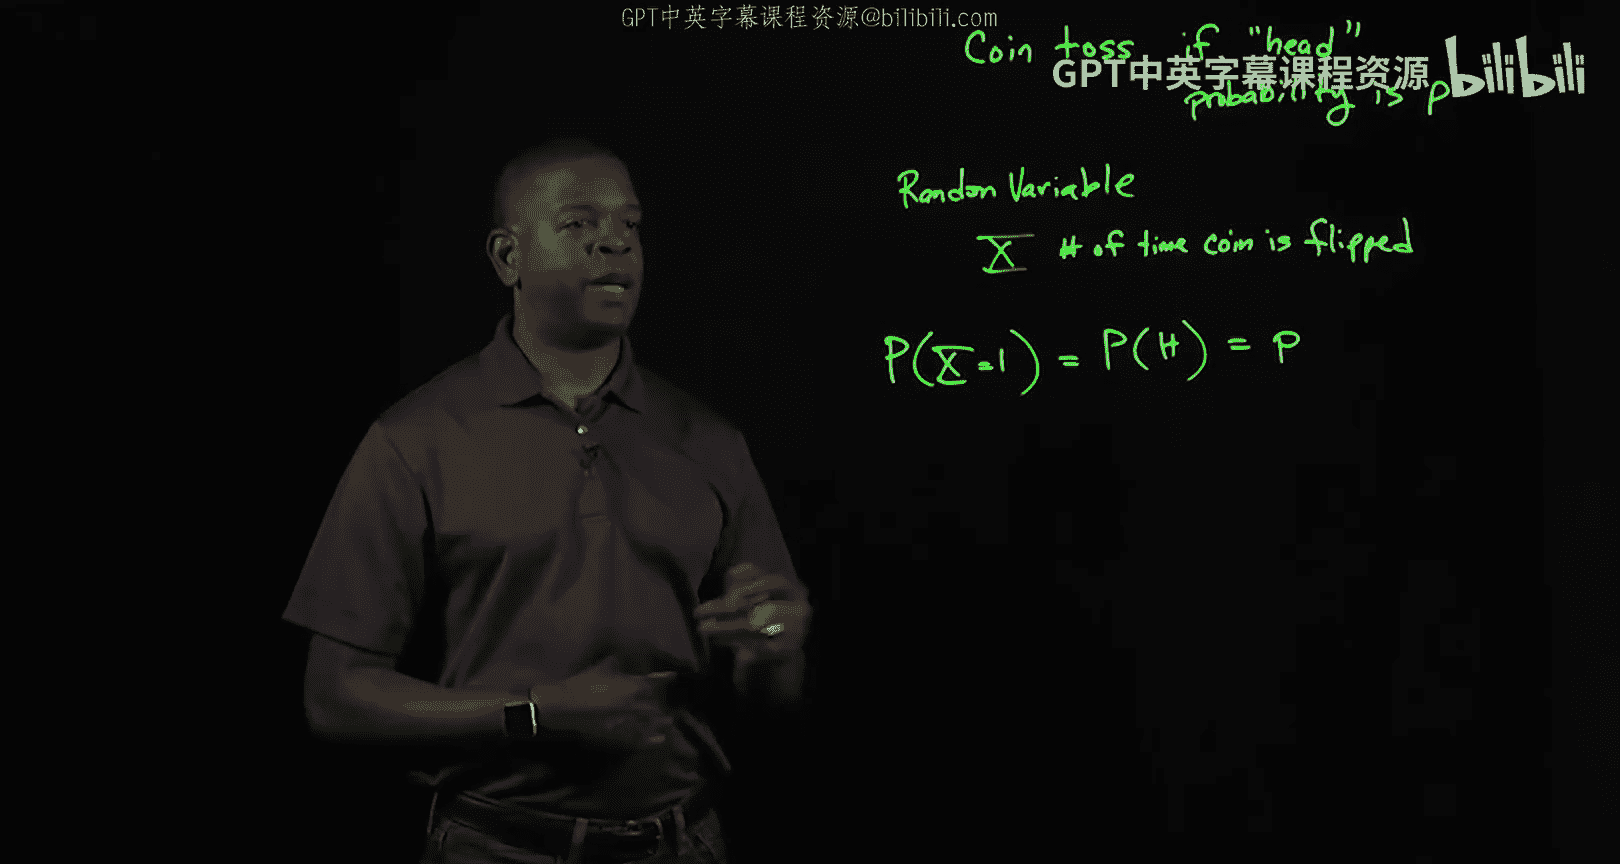 GPT中英字幕课程资源@bilibili.com
Coin toss if "head"
GPT中英字幕课程资源 bilibili
probability is p
Random Variable
X # of time coin is flipped
P(X=1) = P(H) = p